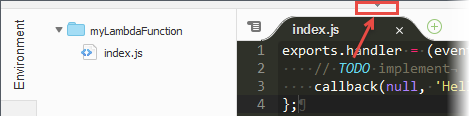 Environment
myLambdaFunction
index.js
index.js
1 exports.handler = (even
2 // TODO implement
3 callback(null, 'Hel
4 };